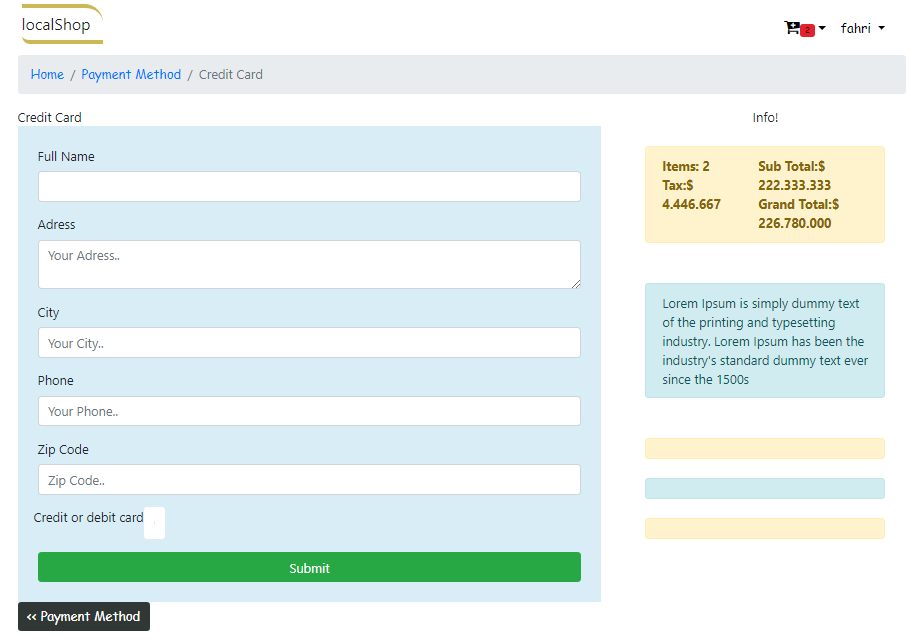 localShop
2
fahri
Home / Payment Method / Credit Card
Credit Card
Full Name
Adress
Your Adress..
City
Your City..
Phone
Your Phone..
Zip Code
Zip Code..
Credit or debit card
Submit
<< Payment Method
Info!
Items: 2
Tax:$
4.446.667
Sub Total:$
222.333.333
Grand Total:$
226.780.000
Lorem Ipsum is simply dummy text
of the printing and typesetting
industry. Lorem Ipsum has been the
industry's standard dummy text ever
since the 1500s